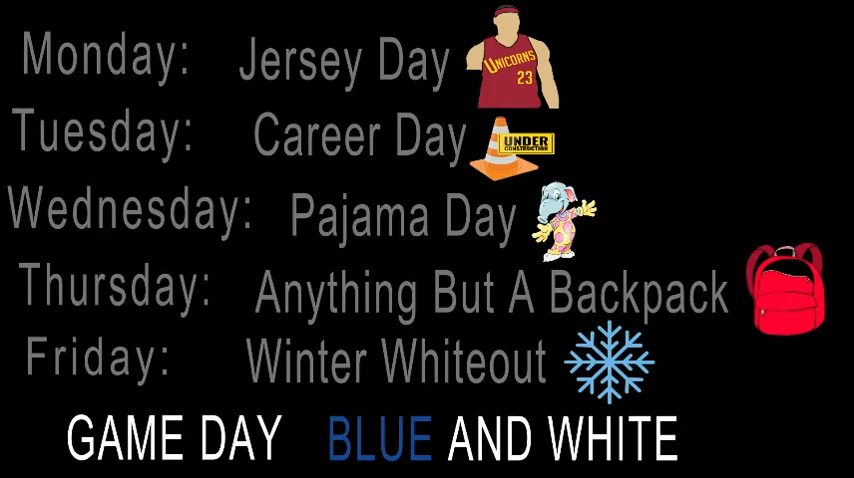 Monday: Jersey Day
UNICORNS
23
Tuesday: Career Day
UNDER
CONSTRUCTION
Wednesday: Pajama Day
Thursday: Anything But A Backpack
Friday: Winter Whiteout
GAME DAY BLUE AND WHITE